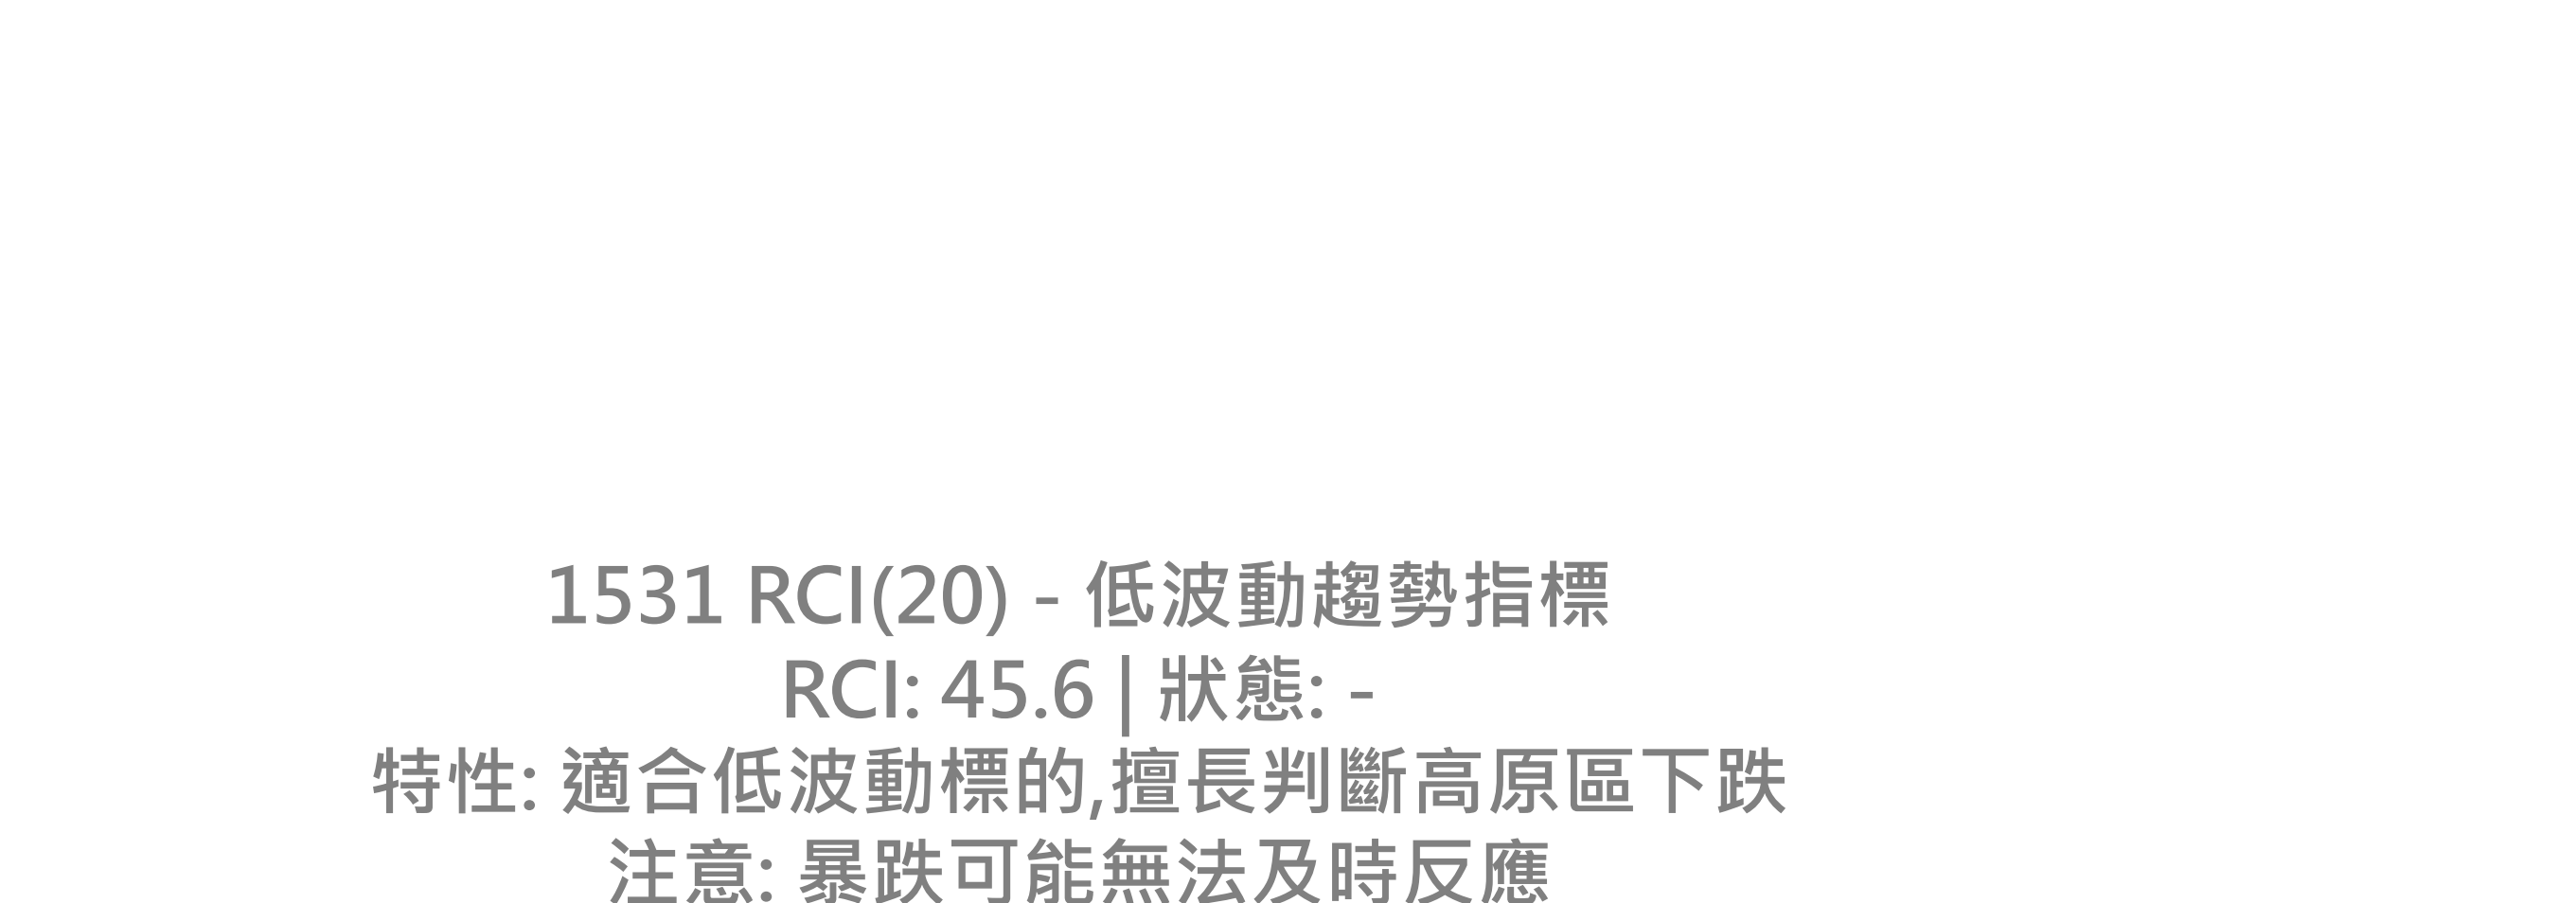 1531 RCI(20) - 低波動趨勢指標
RCI: 45.6 | 狀態: -
特性: 適合低波動標的,擅長判斷高原區下跌
注意: 暴跌可能無法及時反應